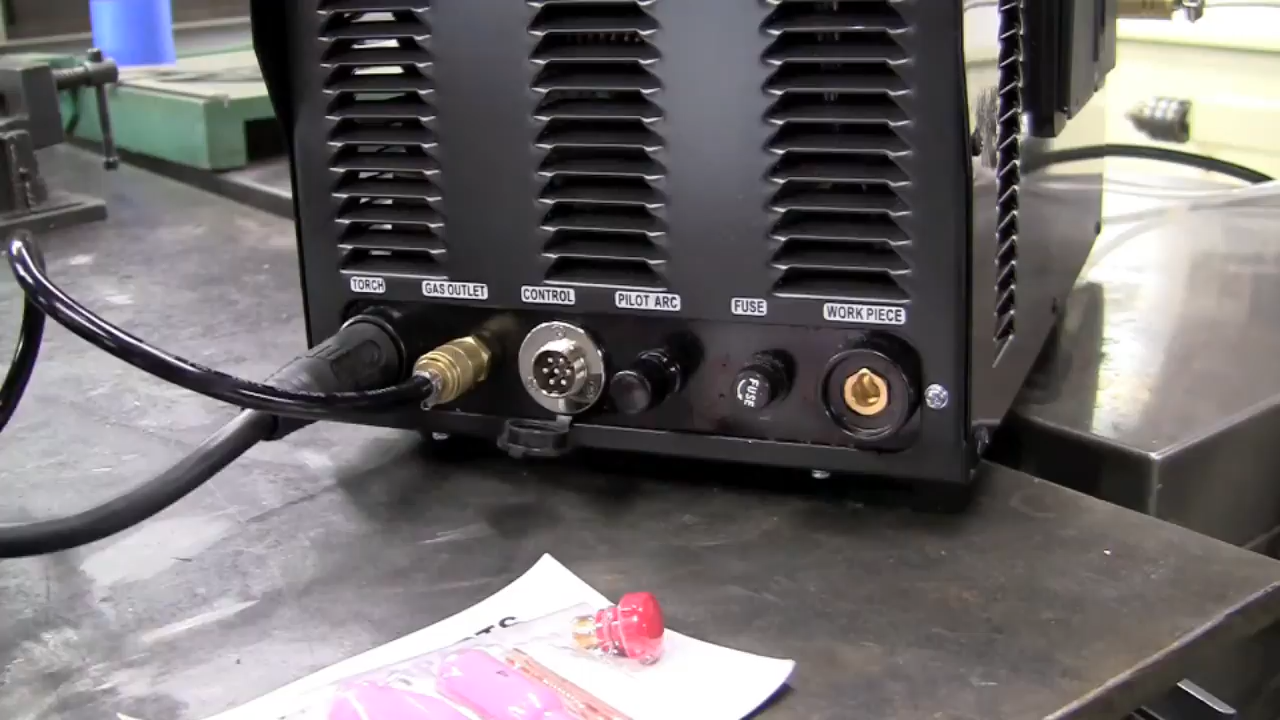 TORCH
GAS OUTLET
CONTROL
PILOT ARC
FUSE
WORK PIECE
FUSE